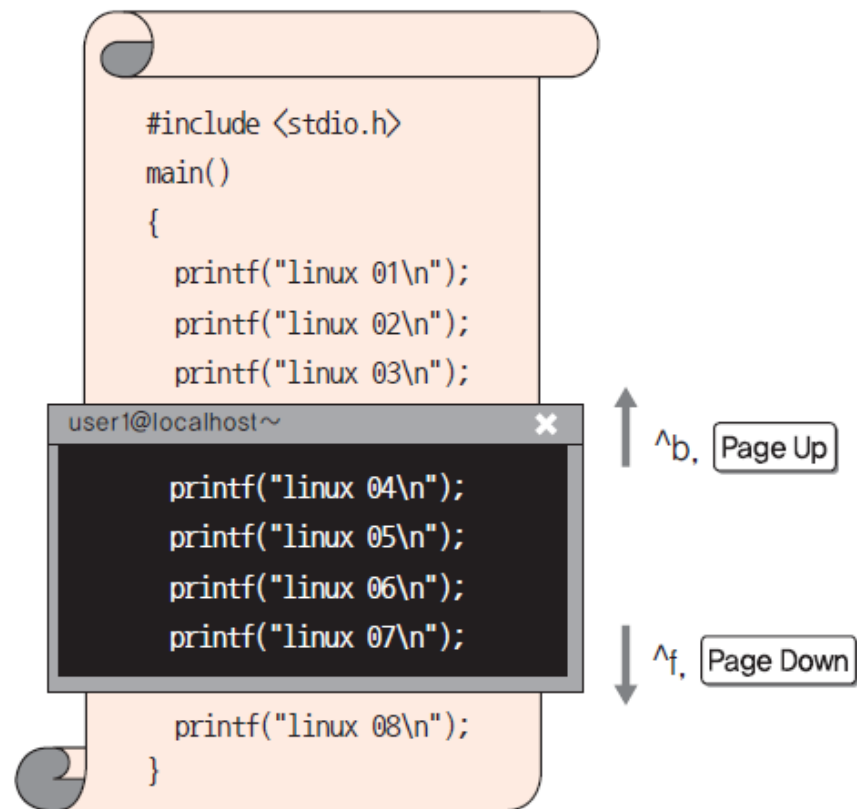 #include <stdio.h>
main()
{
printf("linux 01\n");
printf("linux 02\n");
printf("linux 03\n");
user1@localhost~
printf("linux 04\n");
printf("linux 05\n");
printf("linux 06\n");
printf("linux 07\n");
printf("linux 08\n");
}
^b, Page Up
^f, Page Down